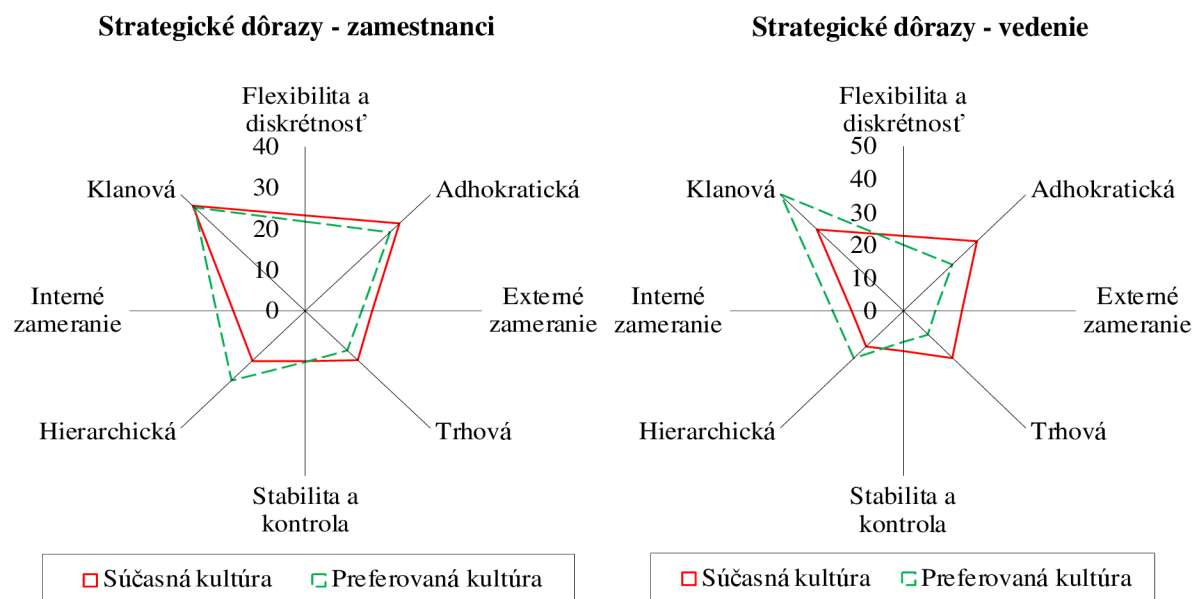 Strategické dôrazy - zamestnanci
Flexibilita a
diskrétnosť
40
30
20
10
0
Klanová
Adhokratická
Interné
zameranie
Externé
zameranie
Hierarchická
Trhová
Stabilita a
kontrola
Súčasná kultúra
Preferovaná kultúra
Strategické dôrazy - vedenie
Flexibilita a
diskrétnosť
50
40
30
20
10
0
Klanová
Adhokratická
Interné
zameranie
Externé
zameranie
Hierarchická
Trhová
Stabilita a
kontrola
Súčasná kultúra
Preferovaná kultúra